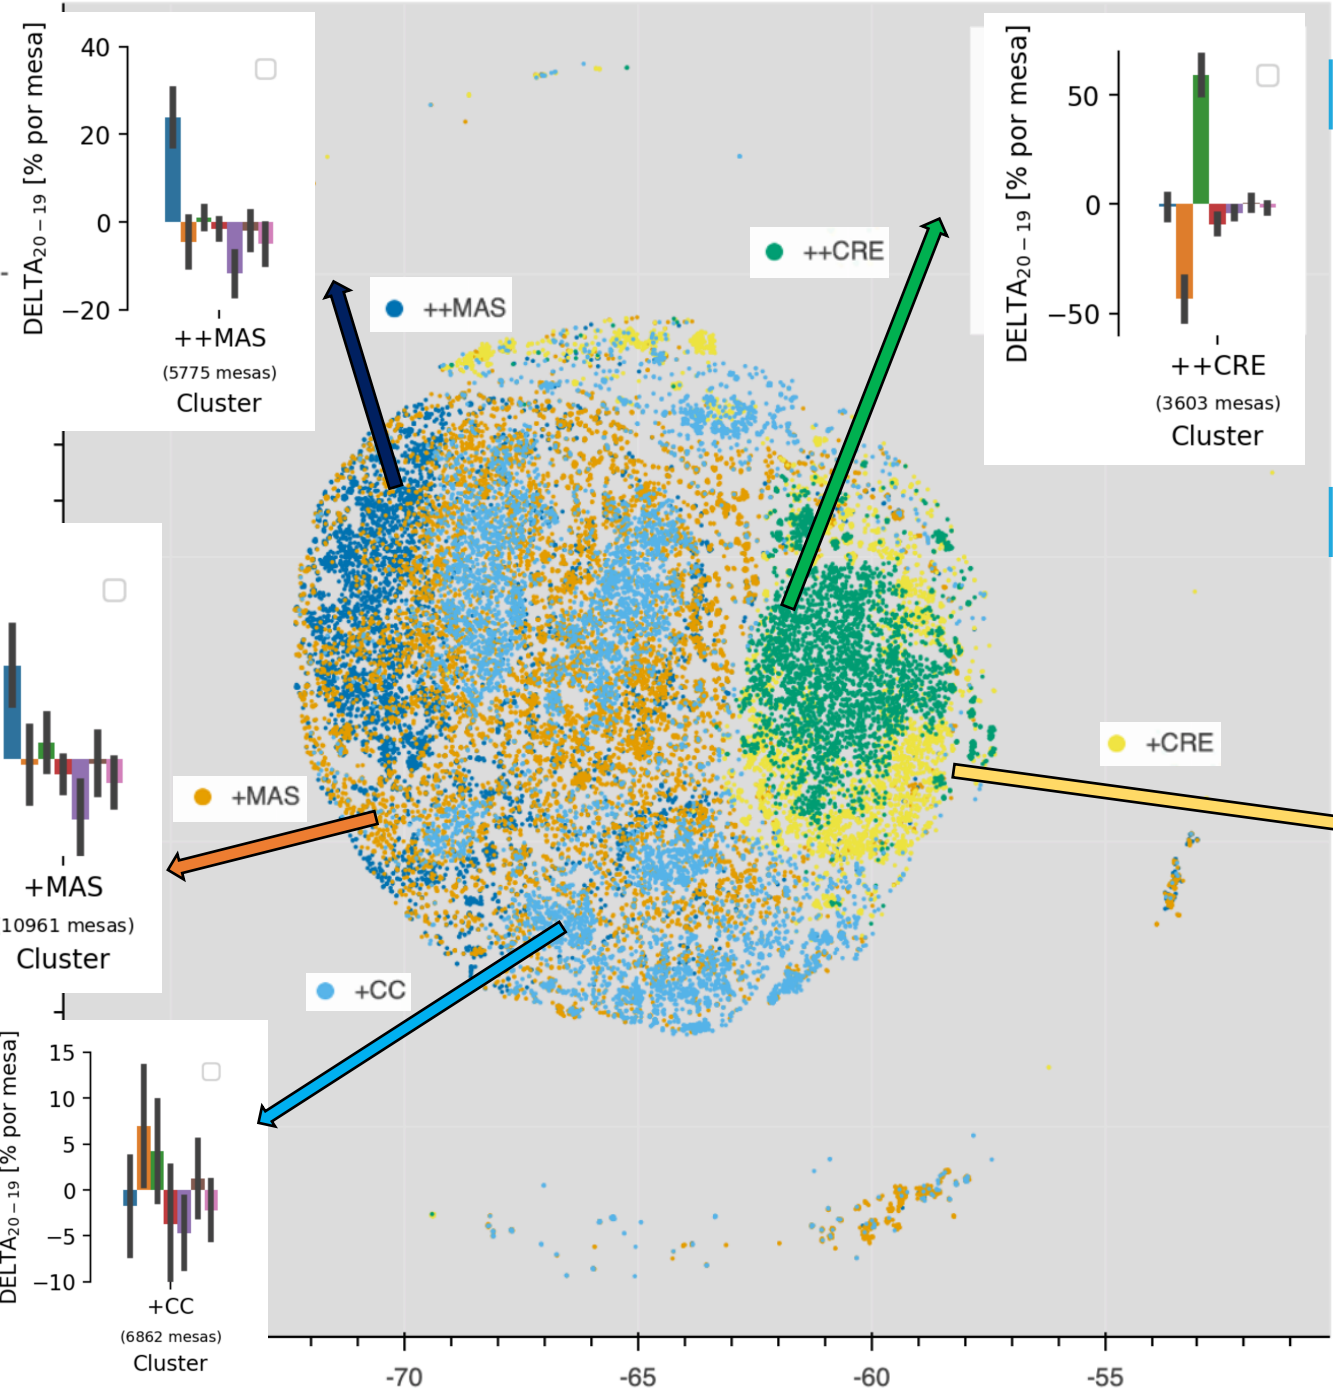 DELTA20−19 [% por mesa]
40
20
0
−20
++MAS
(5775 mesas)
Cluster
++MAS
++CRE
DELTA20−19 [% por mesa]
50
0
−50
++CRE
(3603 mesas)
Cluster
+MAS
(10961 mesas)
Cluster
+MAS
+CRE
+CC
DELTA20−19 [% por mesa]
15
10
5
0
−5
−10
+CC
(6862 mesas)
Cluster
-70
-65
-60
-55